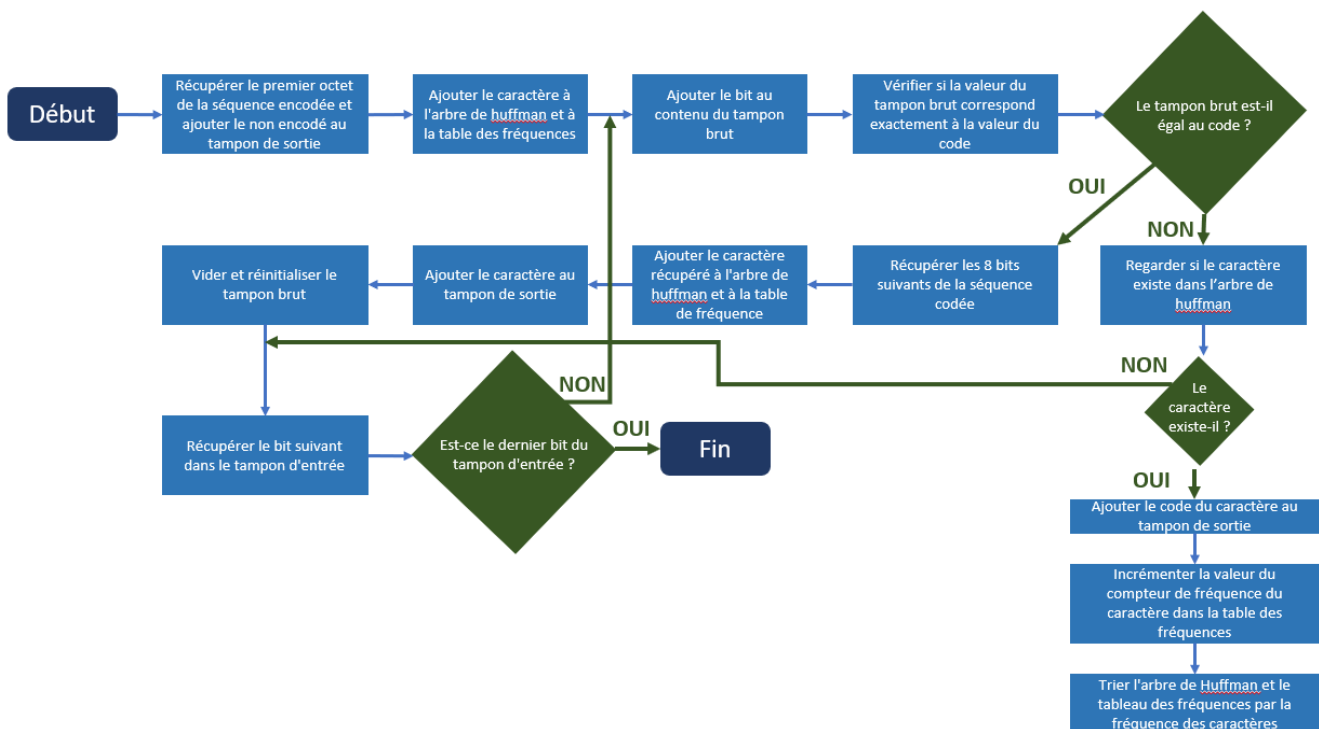 Début
Récupérer le premier octet
de la séquence encodée et
ajouter le non encodé au
tampon de sortie
Ajouter le caractère à
l'arbre de huffman et à
la table des fréquences
Ajouter le bit au
contenu du tampon
brut
Vérifier si la valeur du
tampon brut correspond
exactement à la valeur du
code
Le tampon brut est-il
égal au code ?
OUI
NON
Vider et réinitialiser le
tampon brut
Ajouter le caractère au
tampon de sortie
Ajouter le caractère
récupéré à l'arbre de
huffman et à la table
de fréquence
Récupérer les 8 bits
suivants de la séquence
codée
Regarder si le caractère
existe dans l’arbre de
huffman
NON
NON
Le
caractère
existe-il ?
Récupérer le bit suivant
dans le tampon d'entrée
Est-ce le dernier bit du
tampon d'entrée ?
OUI
Fin
OUI
Ajouter le code du caractère au
tampon de sortie
Incrémenter la valeur du
compteur de fréquence du
caractère dans la table des
fréquences
Trier l'arbre de Huffman et le
tableau des fréquences par la
fréquence des caractères